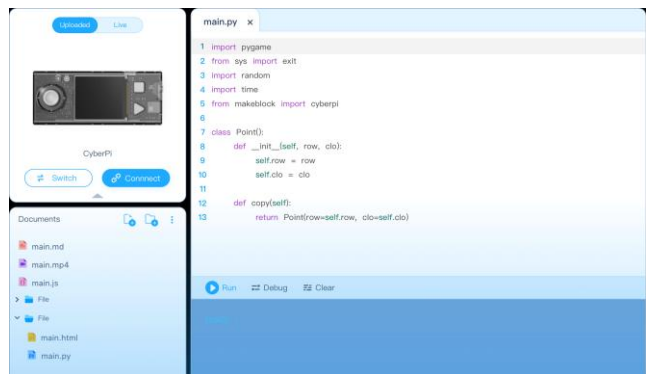 Uploaded Live
CyberPi
Switch Connnect
Documents
main.md
main.mp4
main.js
File
File
main.html
main.py
main.py ×
1 import pygame
2 from sys import exit
3 import random
4 import time
5 from makeblock import cyberpi
6
7 class Point():
8 def __init__(self, row, clo):
9 self.row = row
10 self.clo = clo
11
12 def copy(self):
13 return Point(row=self.row, clo=self.clo)
Run Debug Clear